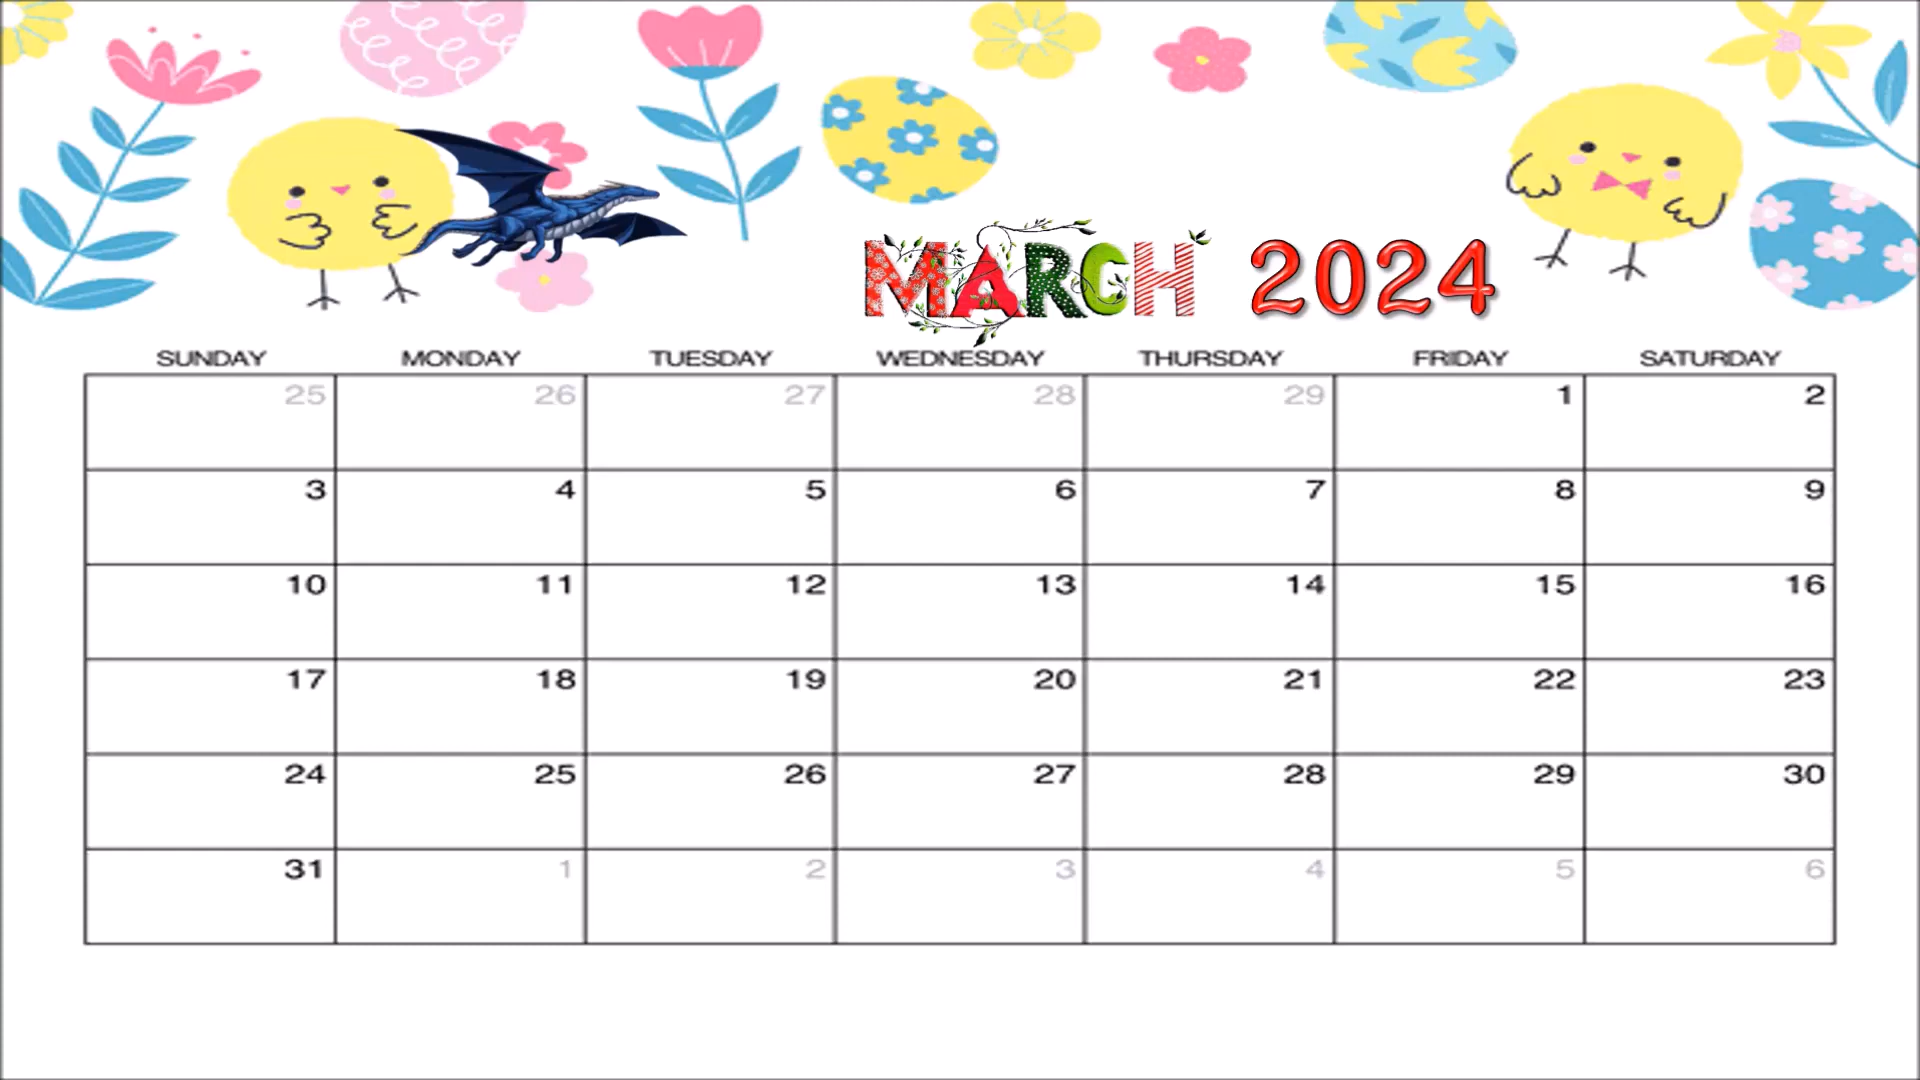 MARCH 2024
SUNDAY MONDAY TUESDAY WEDNESDAY THURSDAY FRIDAY SATURDAY
25 26 27 28 29 1 2
3 4 5 6 7 8 9
10 11 12 13 14 15 16
17 18 19 20 21 22 23
24 25 26 27 28 29 30
31 1 2 3 4 5 6